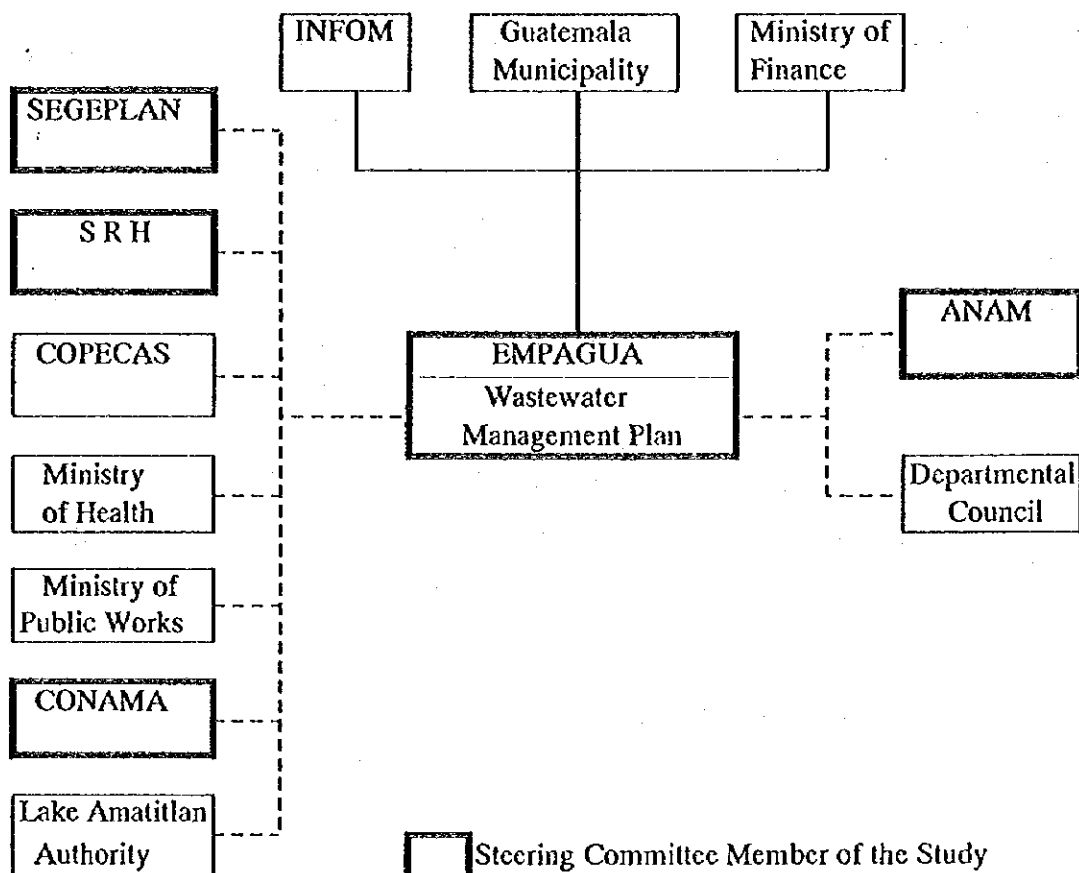 INFOM
Guatemala
Municipality
Ministry of
Finance
SEGEPLAN
S R H
COPECAS
Ministry
of Health
Ministry of
Public Works
CONAMA
Lake Amatitlan
Authority
EMPAGUA
Wastewater
Management Plan
ANAM
Departmental
Council
Steering Committee Member of the Study